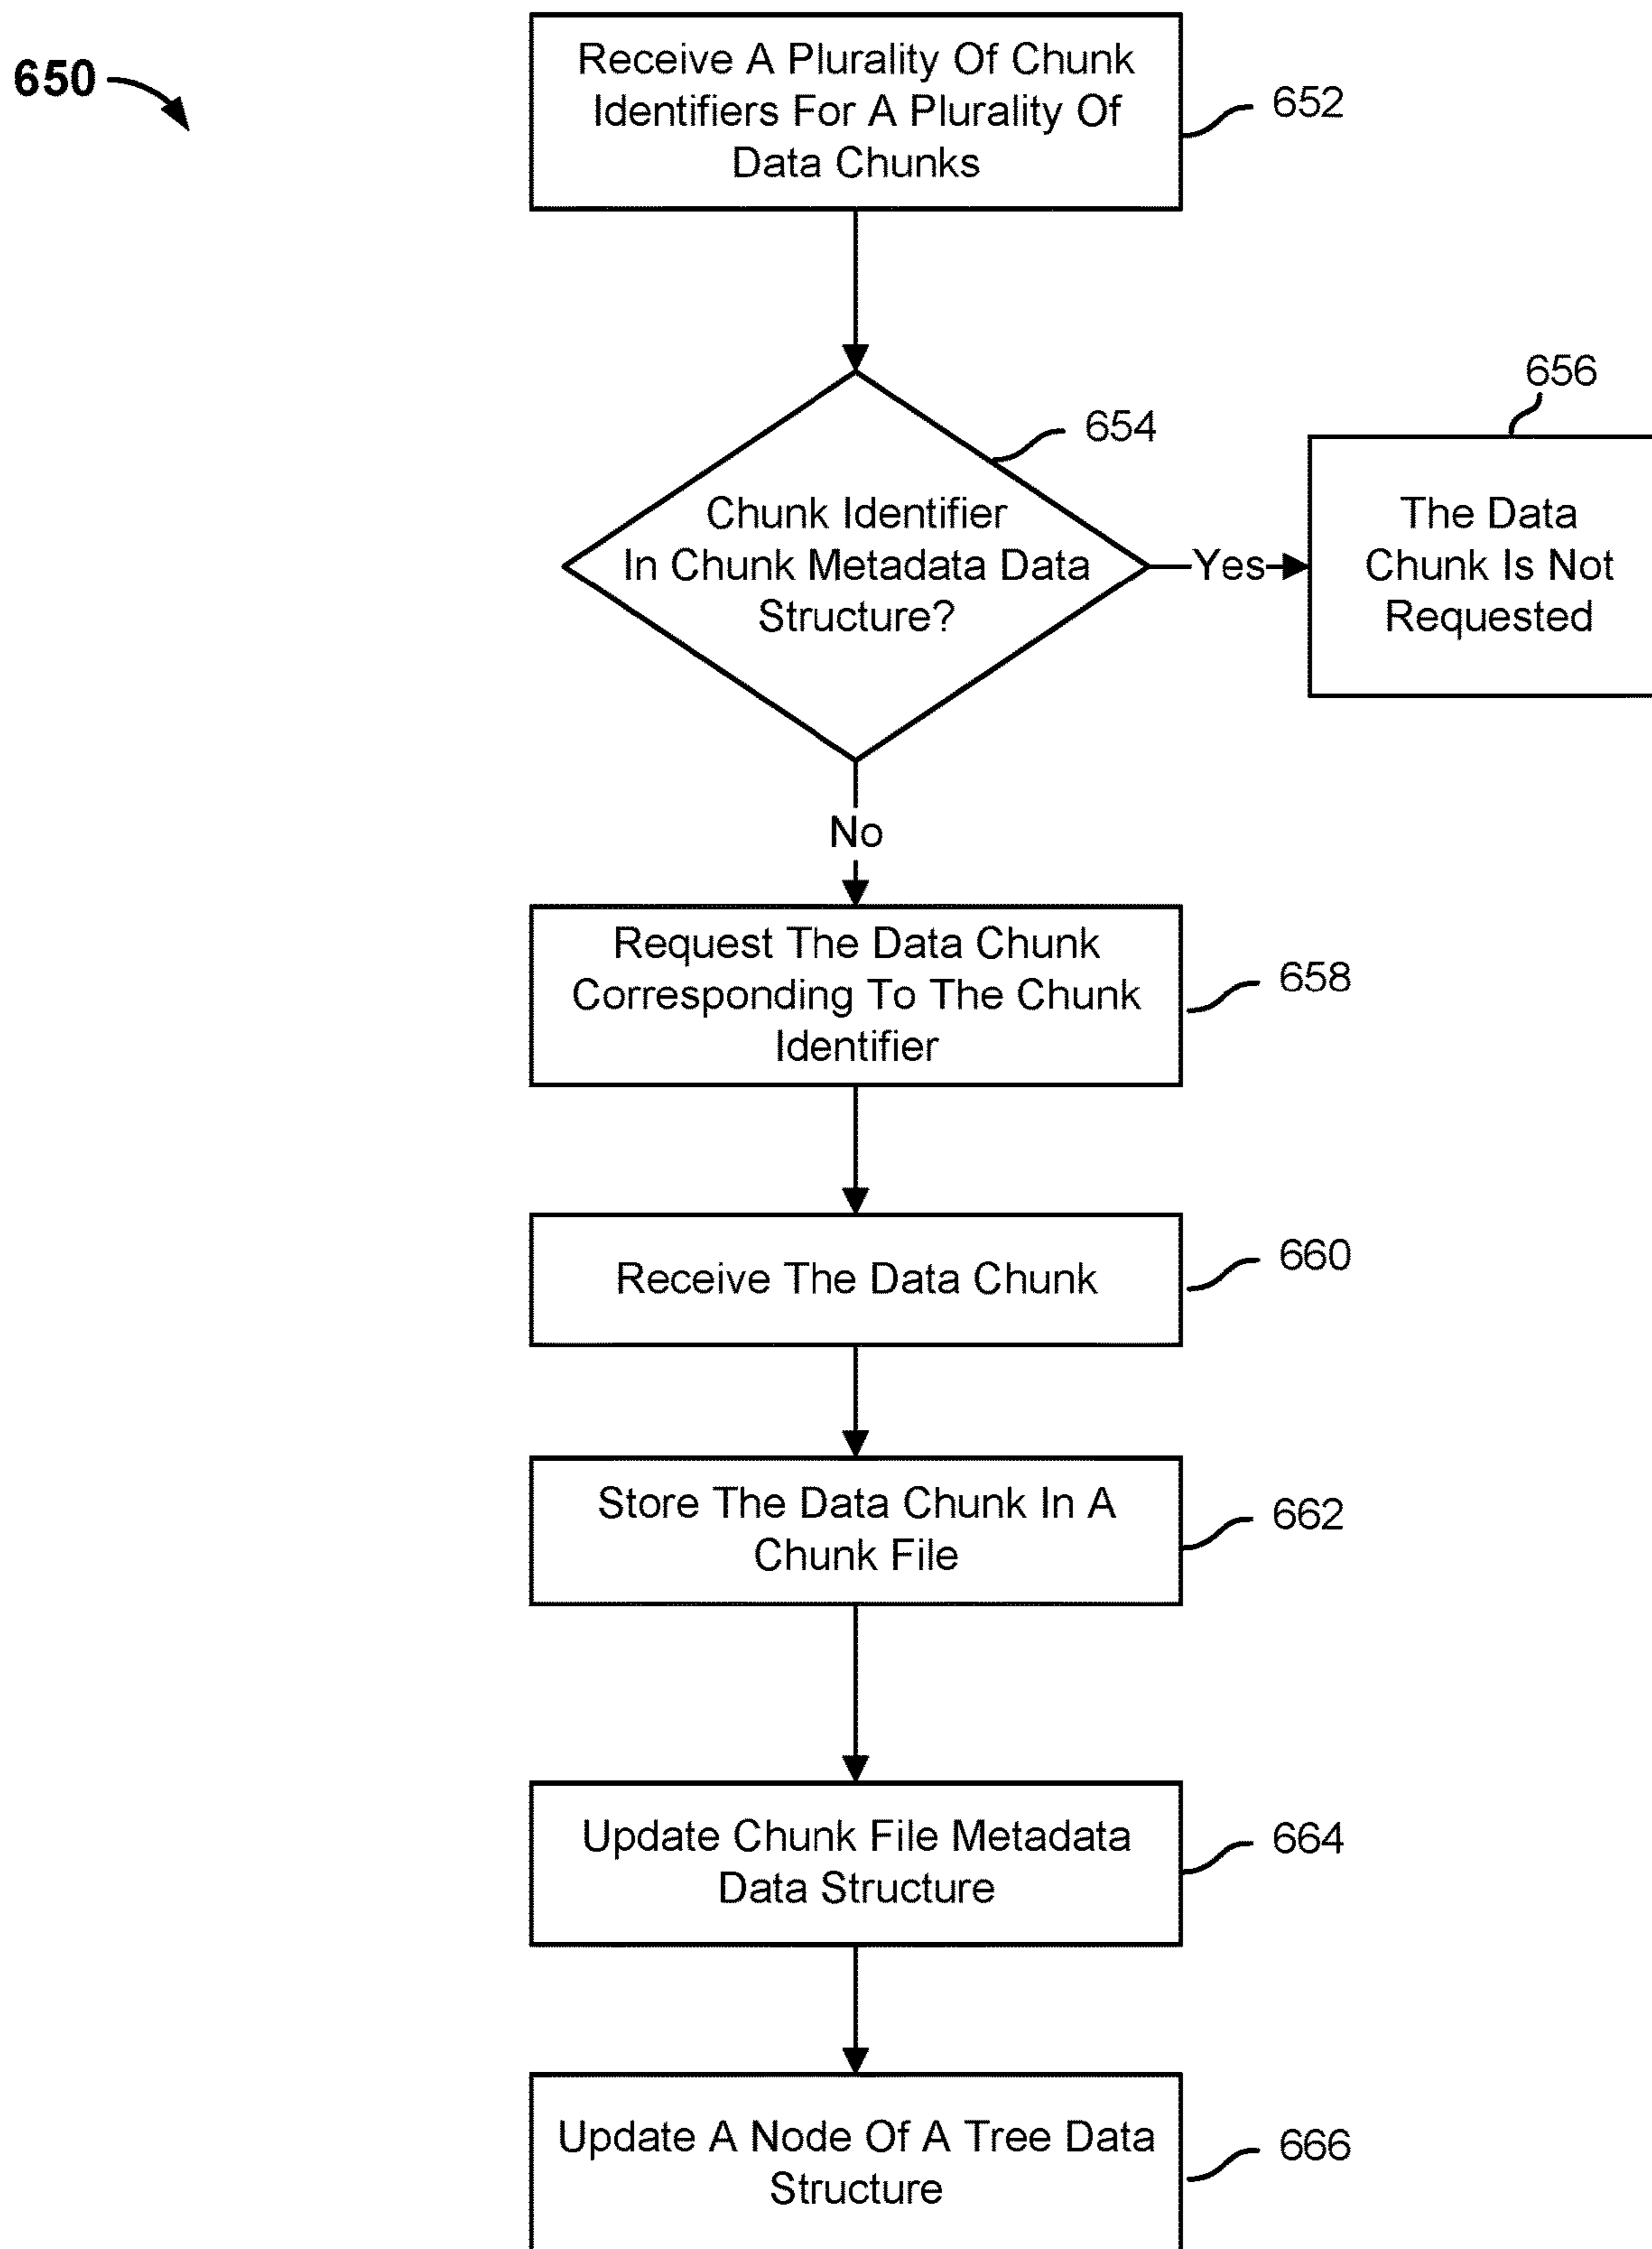 650
Receive A Plurality Of Chunk
Identifiers For A Plurality Of
Data Chunks
652
654
656
Chunk Identifier
In Chunk Metadata Data
Structure?
Yes
The Data
Chunk Is Not
Requested
No
Request The Data Chunk
Corresponding To The Chunk
Identifier
658
Receive The Data Chunk
660
Store The Data Chunk In A
Chunk File
662
Update Chunk File Metadata
Data Structure
664
Update A Node Of A Tree Data
Structure
666